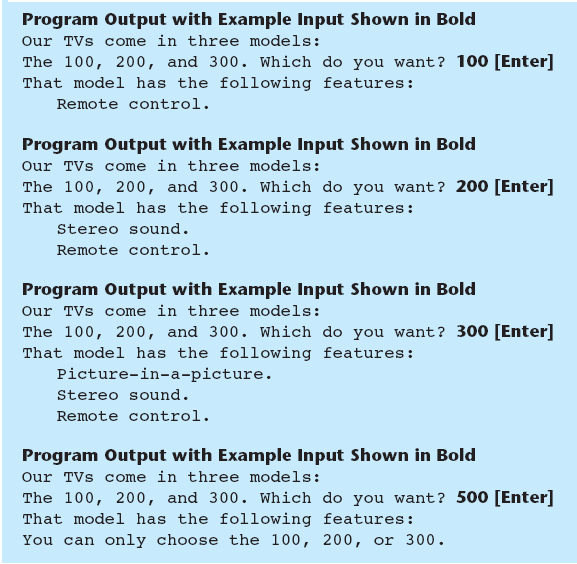 Program Output with Example Input Shown in Bold
Our TVs come in three models:
The 100, 200, and 300. Which do you want? 100 [Enter]
That model has the following features:
Remote control.
Program Output with Example Input Shown in Bold
Our TVs come in three models:
The 100, 200, and 300. Which do you want? 200 [Enter]
That model has the following features:
Stereo sound.
Remote control.
Program Output with Example Input Shown in Bold
Our TVs come in three models:
The 100, 200, and 300. Which do you want? 300 [Enter]
That model has the following features:
Picture-in-a-picture.
Stereo sound.
Remote control.
Program Output with Example Input Shown in Bold
Our TVs come in three models:
The 100, 200, and 300. Which do you want? 500 [Enter]
That model has the following features:
You can only choose the 100, 200, or 300.